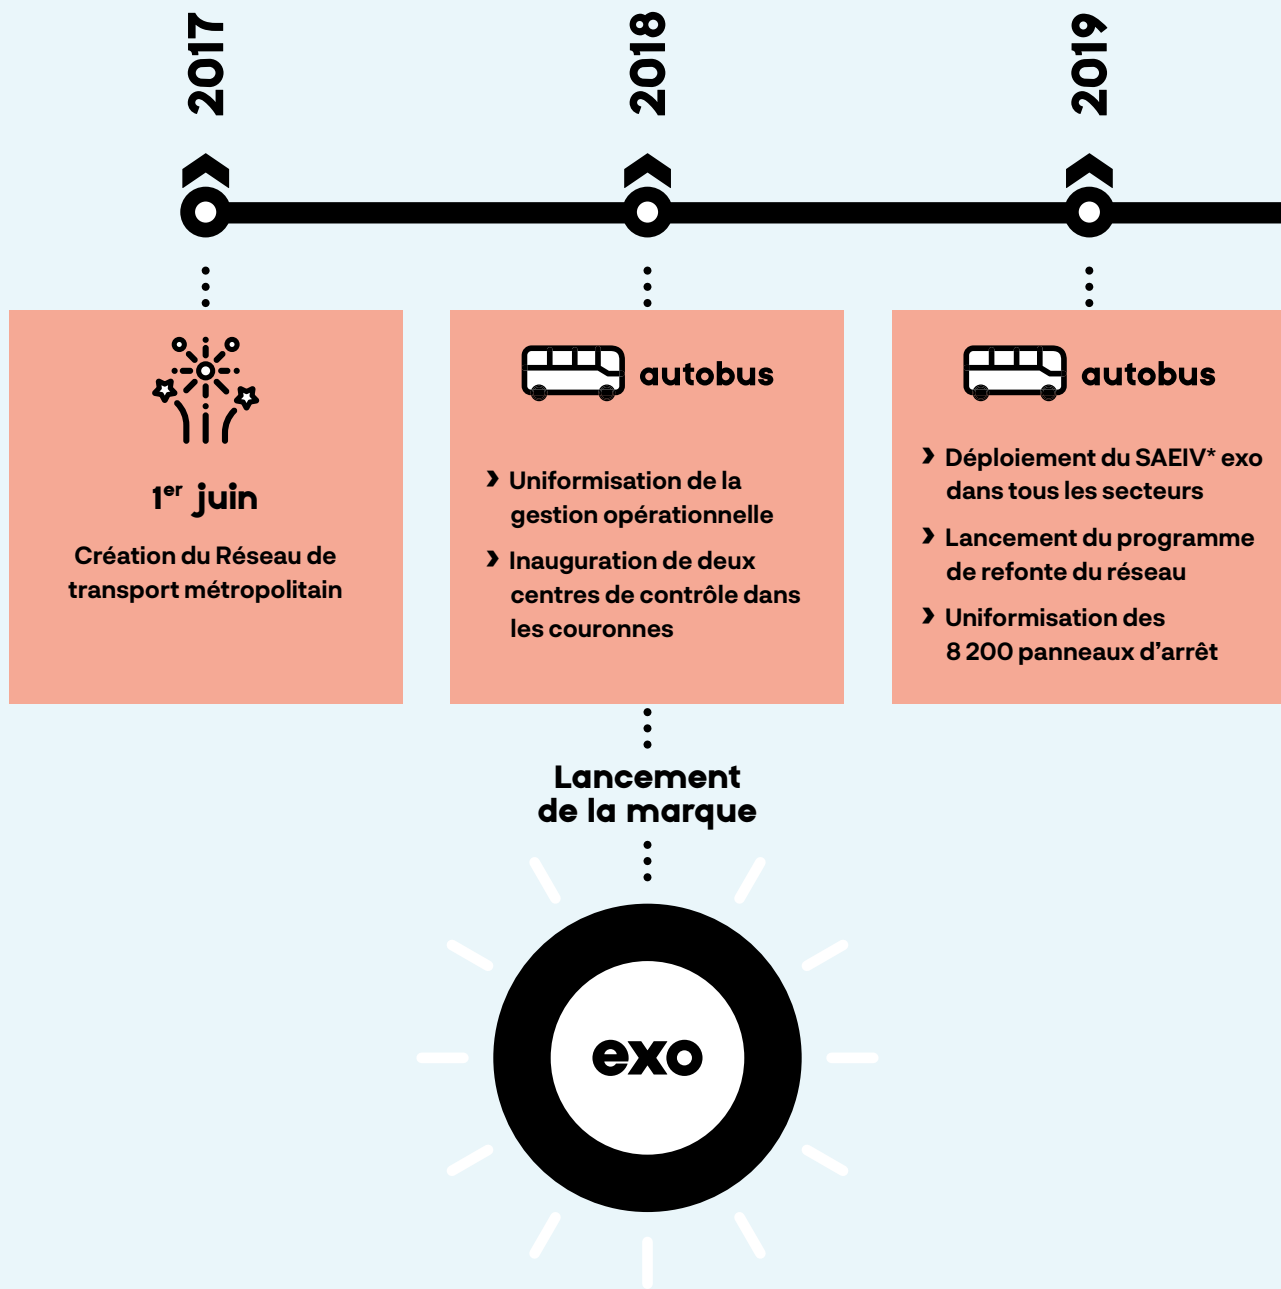 2017
2018
2019
1er juin
Création du Réseau de
transport métropolitain
autobus
› Uniformisation de la
gestion opérationnelle
› Inauguration de deux
centres de contrôle dans
les couronnes
autobus
› Déploiement du SAEIV* exo
dans tous les secteurs
› Lancement du programme
de refonte du réseau
› Uniformisation des
8 200 panneaux d’arrêt
Lancement
de la marque
exo